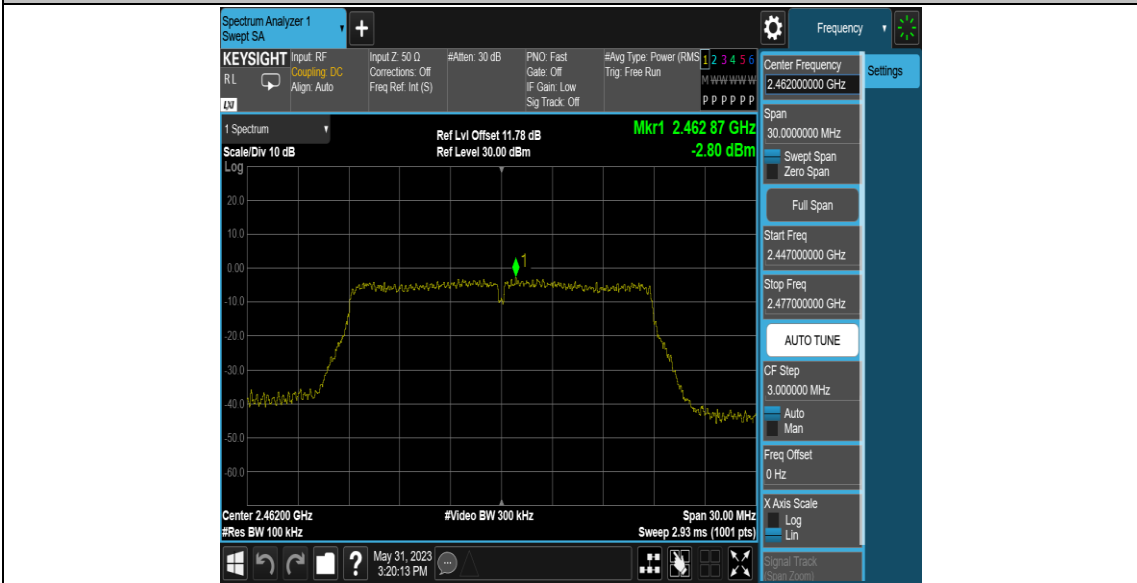 Spectrum Analyzer 1
Swept SA
+
Frequency
KEYSIGHT
R L
LXI
Input: RF
Coupling: DC
Align: Auto
Input Z: 50 Ω
Corrections: Off
Freq Ref: Int (S)
#Atten: 30 dB
PNO: Fast
Gate: Off
IF Gain: Low
Sig Track: Off
#Avg Type: Power (RMS
Trig: Free Run
1 2 3 4 5 6
M W W W W W
P P P P P P
Center Frequency
2.462000000 GHz
Settings
Span
30.0000000 MHz
Swept Span
Zero Span
Full Span
Start Freq
2.447000000 GHz
Stop Freq
2.477000000 GHz
AUTO TUNE
CF Step
3.000000 MHz
Auto
Man
Freq Offset
0 Hz
X Axis Scale
Log
Lin
Signal Track
(Span Zoom)
1 Spectrum
Scale/Div 10 dB
Log
Ref Lvl Offset 11.78 dB
Ref Level 30.00 dBm
Mkr1 2.462 87 GHz
-2.80 dBm
20.0
10.0
0.00
-10.0
-20.0
-30.0
-40.0
-50.0
-60.0
1
Center 2.46200 GHz
#Res BW 100 kHz
#Video BW 300 kHz
Span 30.00 MHz
Sweep 2.93 ms (1001 pts)
?
May 31, 2023
3:20:13 PM